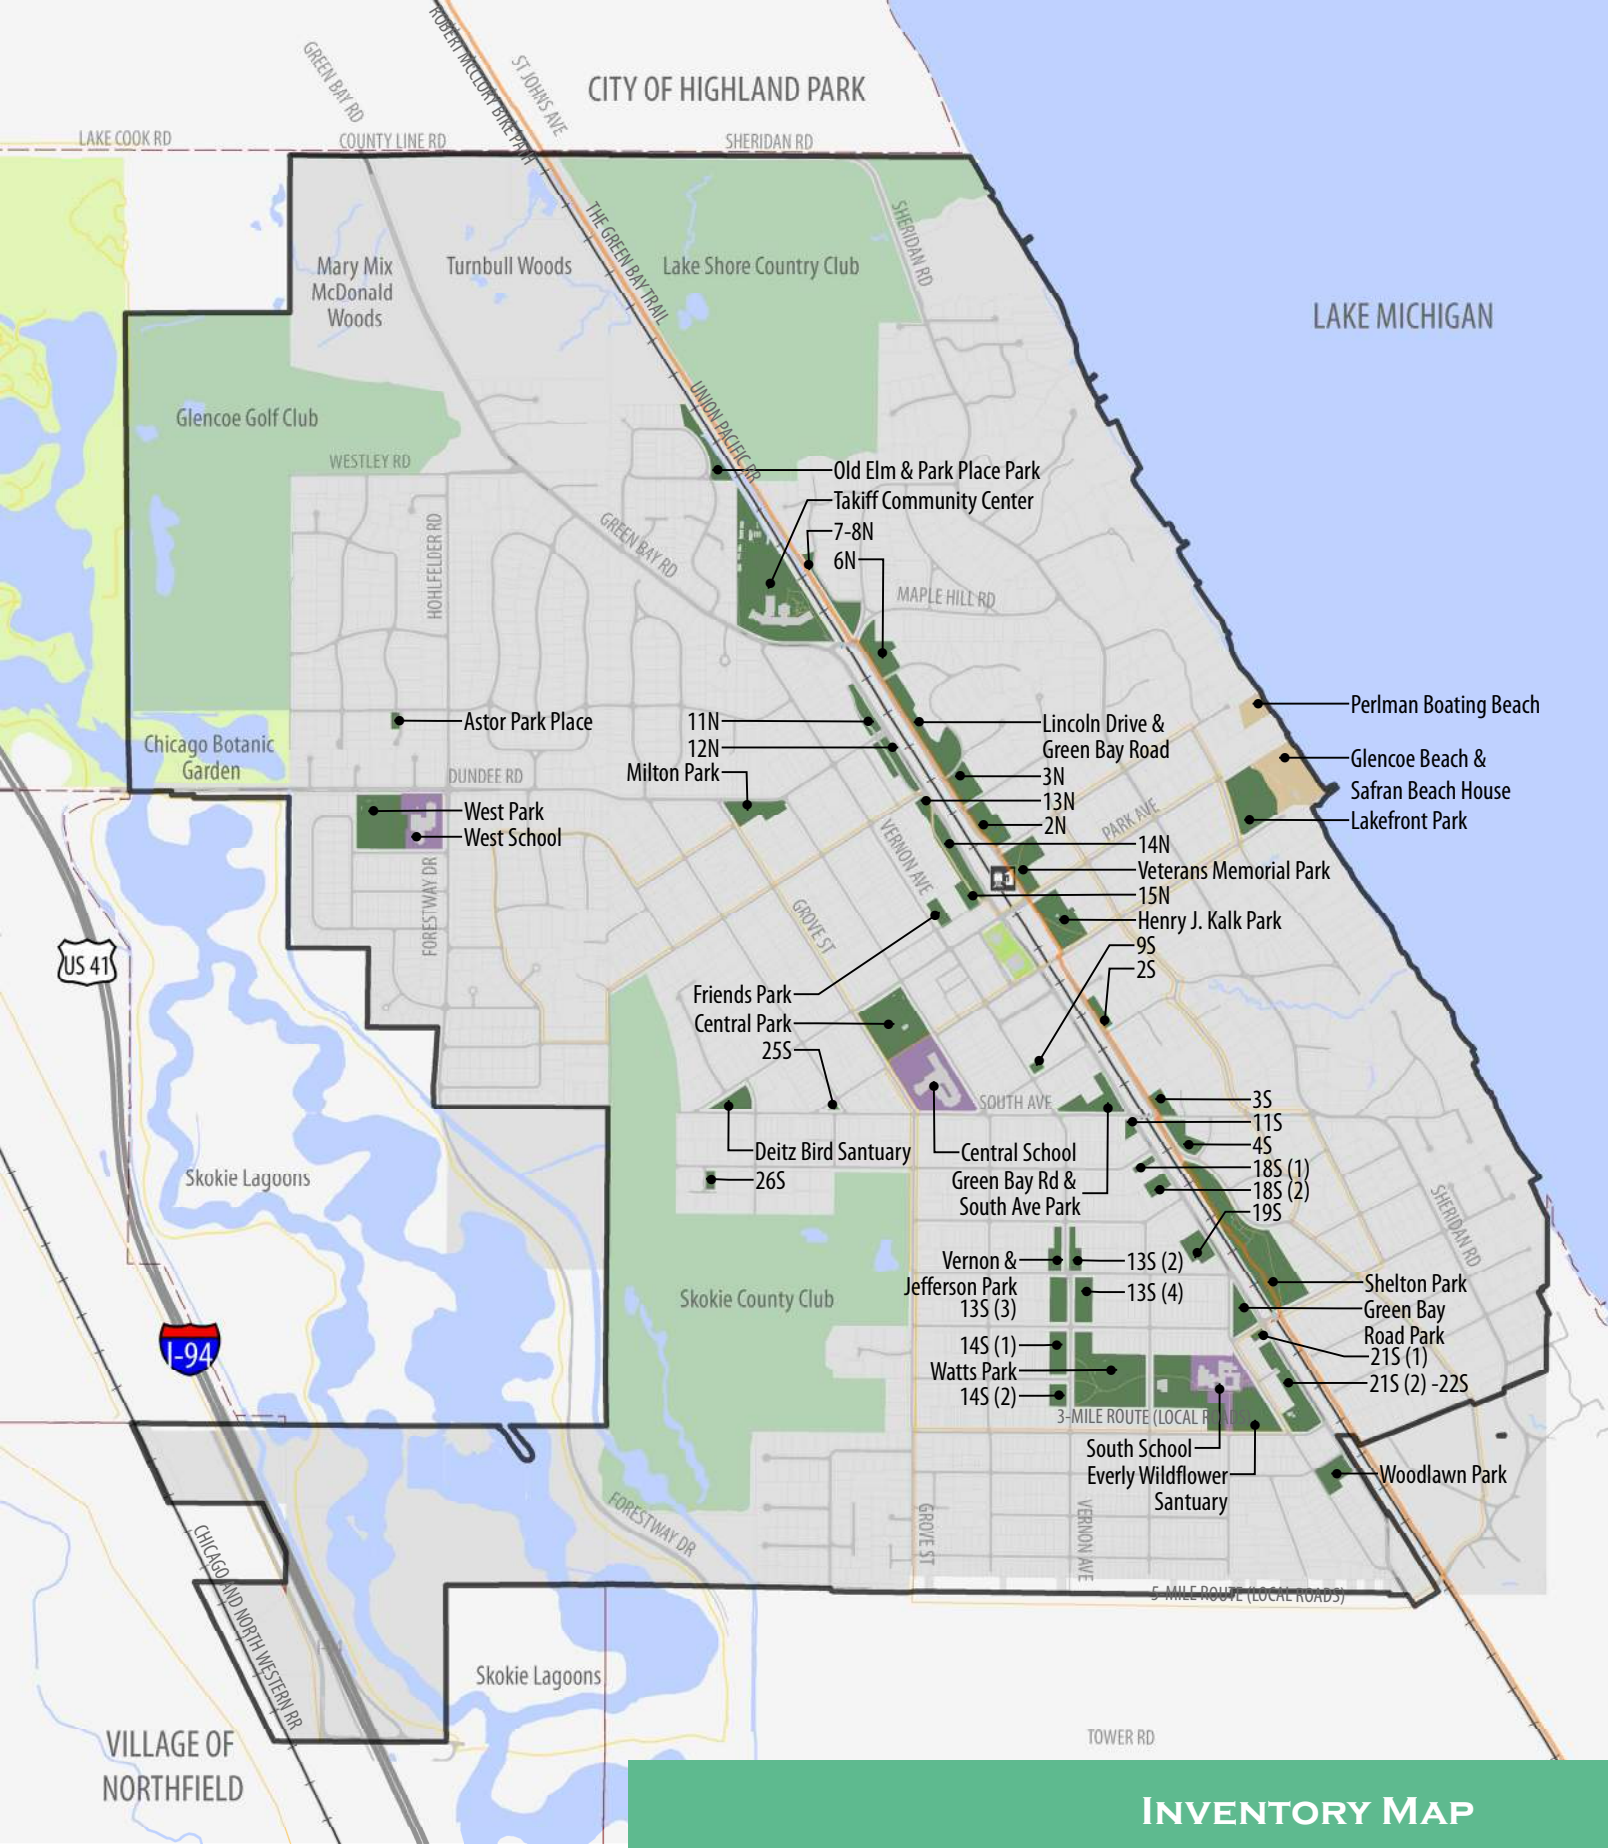 CITY OF HIGHLAND PARK
ROBERT MCCLORY BIKE PATH
GREEN BAY RD
ST JOHNS AVE
LAKE COOK RD
COUNTY LINE RD
SHERIDAN RD
SHERIDAN RD
THE GREEN BAY TRAIL
Mary Mix
McDonald
Woods
Turnbull Woods
Lake Shore Country Club
LAKE MICHIGAN
Glencoe Golf Club
WESTLEY RD
UNION PACIFIC RR
HOHLFELDER RD
GREEN BAY RD
Old Elm & Park Place Park
Takiff Community Center
7-8N
6N
MAPLE HILL RD
Astor Park Place
11N
12N
Milton Park
Lincoln Drive &
Green Bay Road
3N
13N
2N
14N
Veterans Memorial Park
15N
Henry J. Kalk Park
9S
2S
Perlman Boating Beach
Glencoe Beach &
Safran Beach House
Lakefront Park
PARK AVE
Chicago Botanic
Garden
DUNDEE RD
West Park
West School
FORESTWAY DR
VERNON AVE
GROVE ST
US 41
Friends Park
Central Park
25S
SOUTH AVE
3S
11S
4S
18S (1)
18S (2)
19S
Deitz Bird Santuary
26S
Central School
Green Bay Rd &
South Ave Park
Skokie Lagoons
SHERIDAN RD
Vernon &
Jefferson Park
13S (3)
13S (2)
13S (4)
Skokie County Club
Shelton Park
Green Bay
Road Park
21S (1)
21S (2) -22S
14S (1)
Watts Park
14S (2)
I-94
3-MILE ROUTE (LOCAL ROADS)
South School
Everly Wildflower
Santuary
Woodlawn Park
FORESTWAY DR
GROVE ST
VERNON AVE
5-MILE ROUTE (LOCAL ROADS)
CHICAGO AND NORTH WESTERN RR
I-94
Skokie Lagoons
VILLAGE OF
NORTHFIELD
TOWER RD
INVENTORY MAP